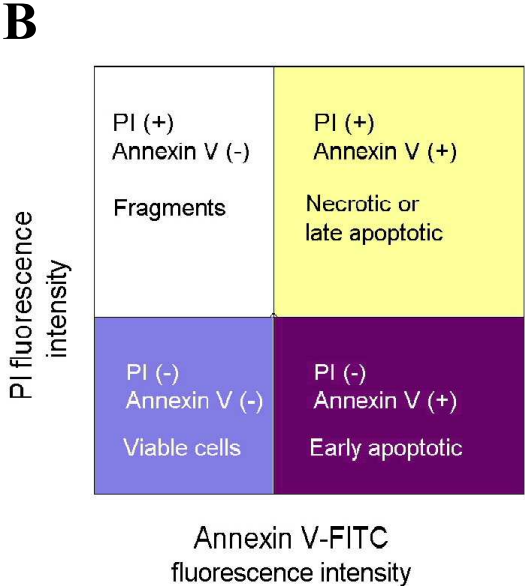 B
PI (+)
Annexin V (-)
Fragments
PI (+)
Annexin V (+)
Necrotic or
late apoptotic
PI (-)
Annexin V (-)
Viable cells
PI (-)
Annexin V (+)
Early apoptotic
PI fluorescence
intensity
Annexin V-FITC
fluorescence intensity